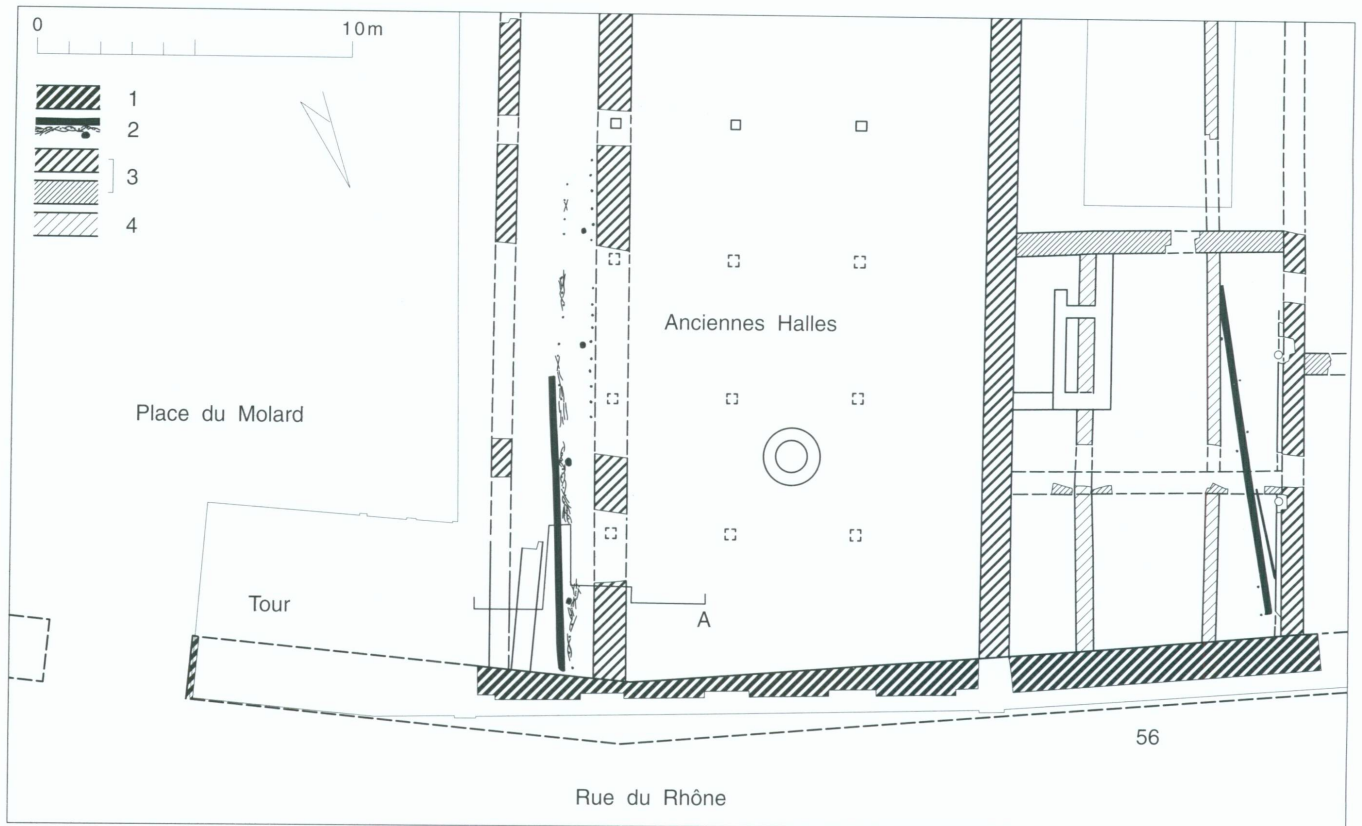 0 10m
1
2
3
4
Anciennes Halles
Place du Molard
Tour
A
56
Rue du Rhône